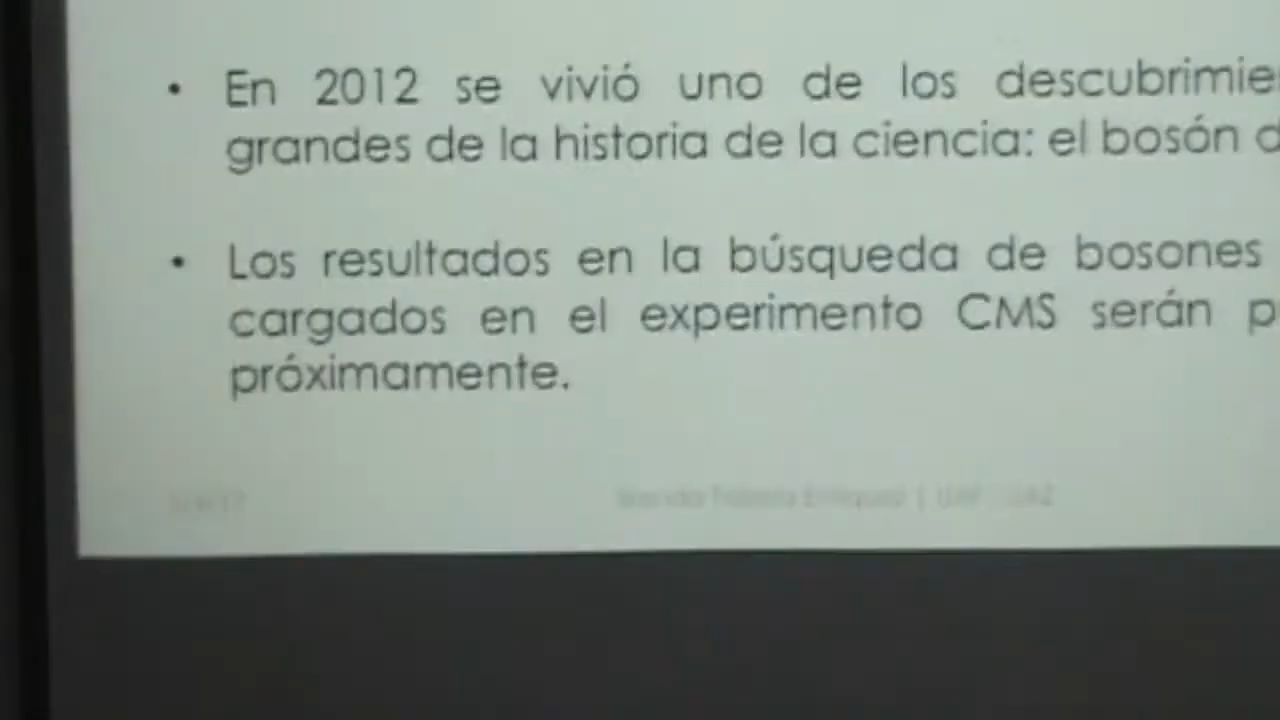 • En 2012 se vivió uno de los descubrimie
grandes de la historia de la ciencia: el bosón d
• Los resultados en la búsqueda de bosones
cargados en el experimento CMS serán p
próximamente.